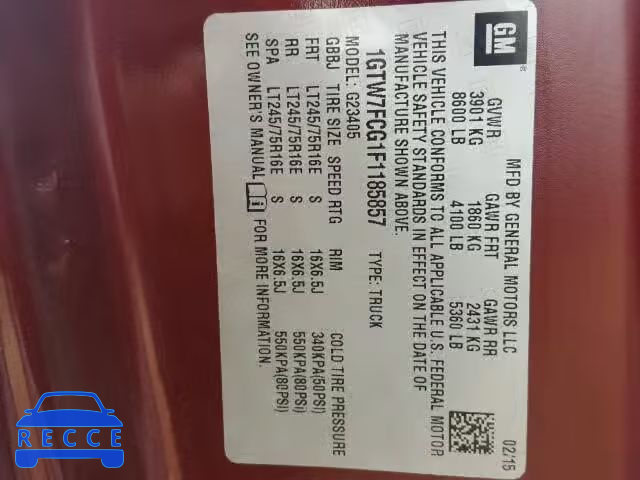 GM
MFD BY GENERAL MOTORS LLC
02/15
GVWR GAWR FRT GAWR RR
3901 KG 1860 KG 2431 KG
8600 LB 4100 LB 5360 LB
THIS VEHICLE CONFORMS TO ALL APPLICABLE U.S. FEDERAL MOTOR
VEHICLE SAFETY STANDARDS IN EFFECT ON THE DATE OF
MANUFACTURE SHOWN ABOVE.
1GTW7FCG1F1185857 TYPE: TRUCK
MODEL: G23405
GBBJ TIRE SIZE SPEED RTG RIM COLD TIRE PRESSURE
FRT LT245/75R16E S 16X6.5J 340KPA(50PSI)
RR LT245/75R16E S 16X6.5J 550KPA(80PSI)
SPA LT245/75R16E S 16X6.5J 550KPA(80PSI)
SEE OWNER'S MANUAL FOR MORE INFORMATION.
RECCE